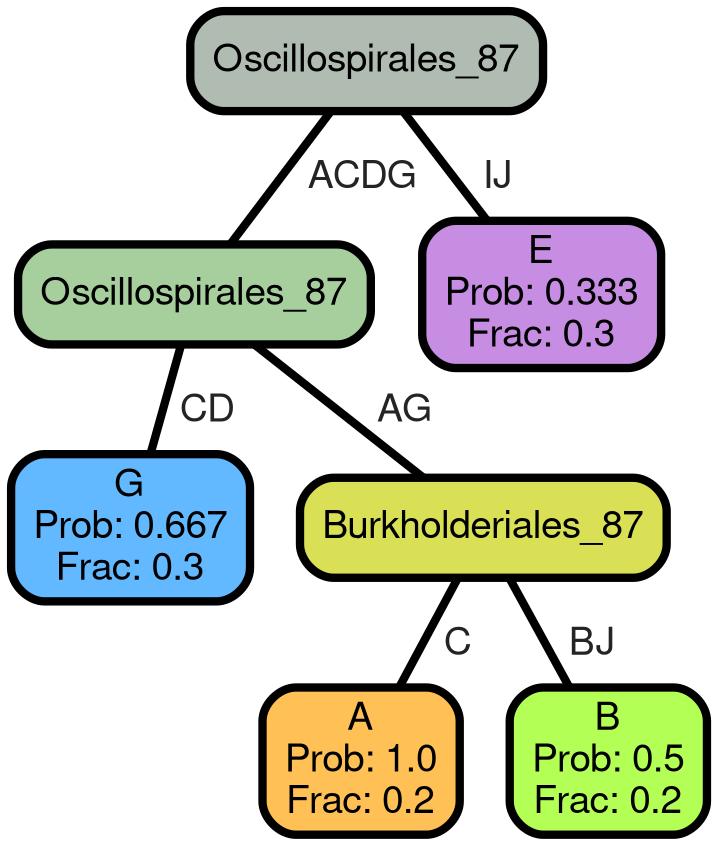 Oscillospirales_87
ACDG
IJ
Oscillospirales_87
E
Prob: 0.333
Frac: 0.3
CD
AG
G
Prob: 0.667
Frac: 0.3
Burkholderiales_87
C
BJ
A
Prob: 1.0
Frac: 0.2
B
Prob: 0.5
Frac: 0.2